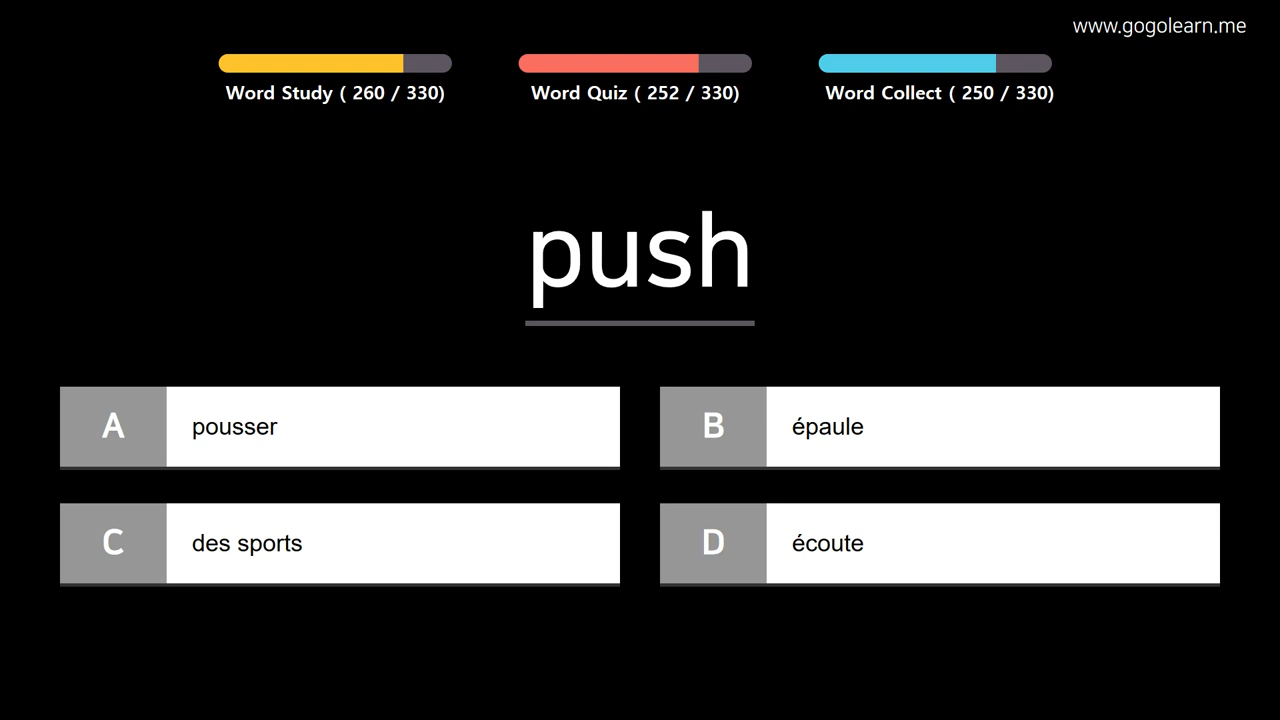 www.gogolearn.me
Word Study ( 260 / 330)
Word Quiz ( 252 / 330)
Word Collect ( 250 / 330)
push
A pousser
B épaule
C des sports
D écoute